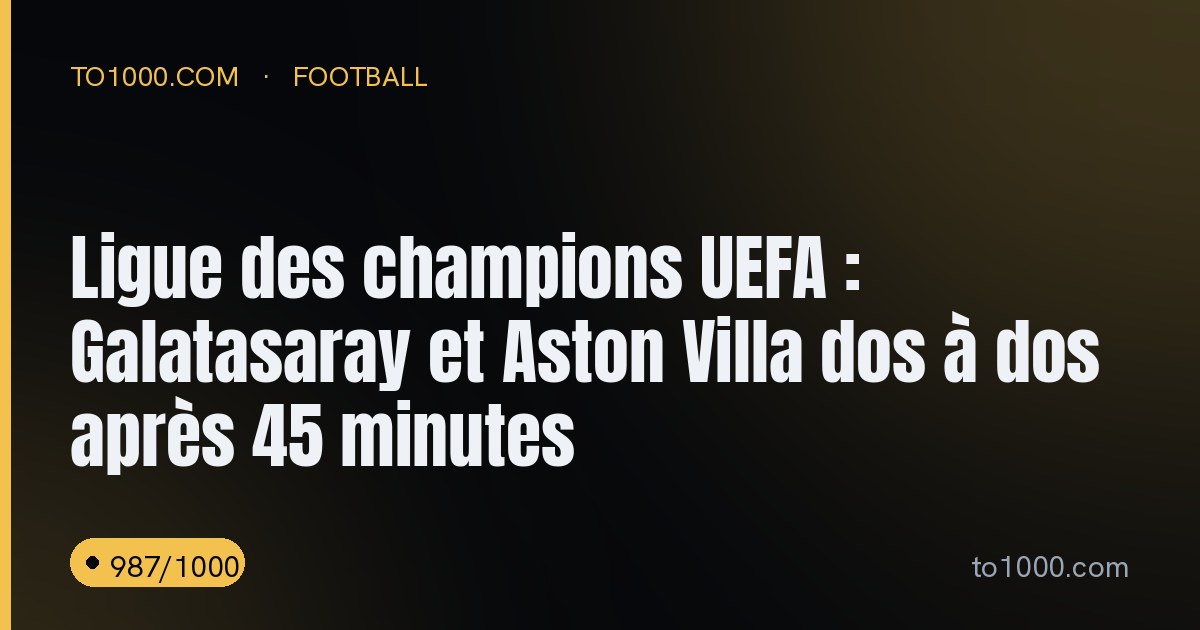 TO1000.COM · FOOTBALL
Ligue des champions UEFA :
Galatasaray et Aston Villa dos à dos
après 45 minutes
987/1000
to1000.com